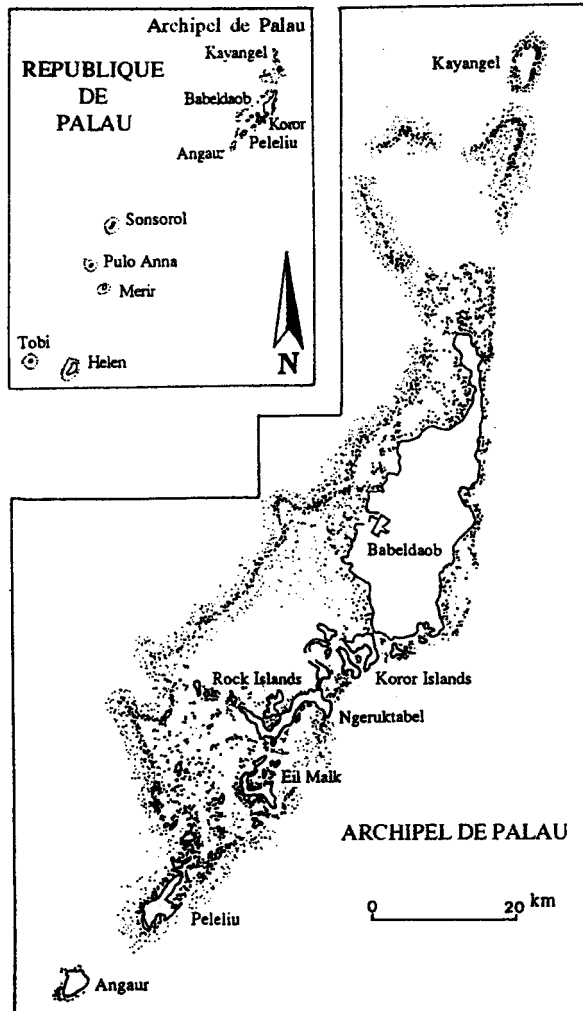 Archipel de Palau
Kayangel
REPUBLIQUE
DE
PALAU
Babeldaob
Koror
Peleliu
Angaur
Sonsorol
Pulo Anna
Merir
Tobi
Helen
N
Kayangel
Babeldaob
Rock Islands
Koror Islands
Ngeruktabel
Eil Malk
ARCHIPEL DE PALAU
0 20 km
Peleliu
Angaur